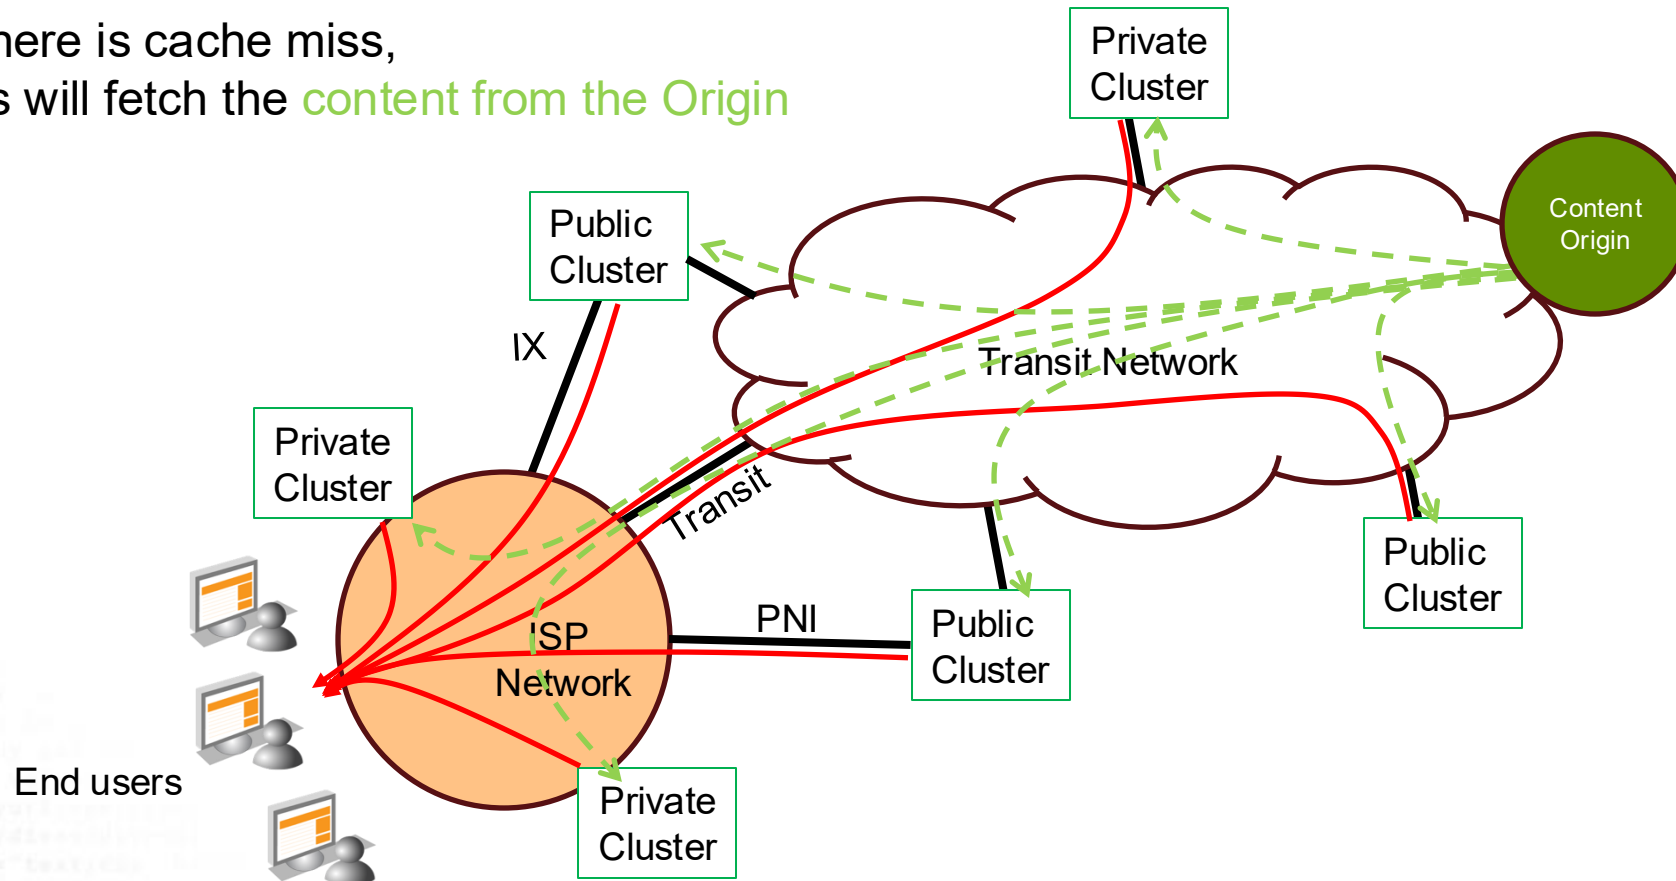 here is cache miss,
s will fetch the content from the Origin
Private
Cluster
Content
Origin
Public
Cluster
IX
Transit Network
Private
Cluster
Transit
Public
Cluster
PNI
Public
Cluster
ISP
Network
End users
Private
Cluster